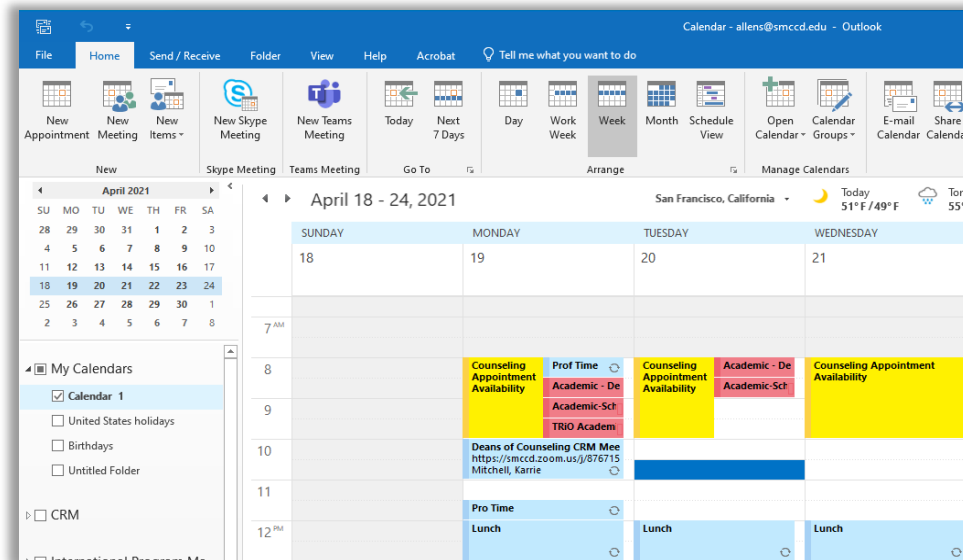 Calendar - allens@smccd.edu - Outlook
File Home Send / Receive Folder View Help Acrobat Tell me what you want to do
New Appointment
New Meeting
New Items
New Skype Meeting
New Teams Meeting
Today
Next 7 Days
Day
Work Week
Week
Month
Schedule View
Open Calendar
Calendar Groups
E-mail Calendar
Share
New Skype Meeting Teams Meeting Go To Arrange Manage Calendars
April 2021
SU MO TU WE TH FR SA
28 29 30 31 1 2 3
4 5 6 7 8 9 10
11 12 13 14 15 16 17
18 19 20 21 22 23 24
25 26 27 28 29 30 1
2 3 4 5 6 7 8
My Calendars
Calendar 1
United States holidays
Birthdays
Untitled Folder
CRM
International Program
April 18 - 24, 2021
San Francisco, California
Today
51°F/49°F
55°
SUNDAY MONDAY TUESDAY WEDNESDAY
18 19 20 21
7 AM
8
9
10
11
12 PM
Counseling
Appointment
Availability
Prof Time
Academic - De
Academic-Sch
TRiO Academ
Deans of Counseling CRM Mee
https://smccd.zoom.us/j/876715
Mitchell, Karrie
Pro Time
Lunch
Counseling
Appointment
Availability
Academic - De
Academic-Sch
Lunch
Counseling Appointment
Availability
Lunch